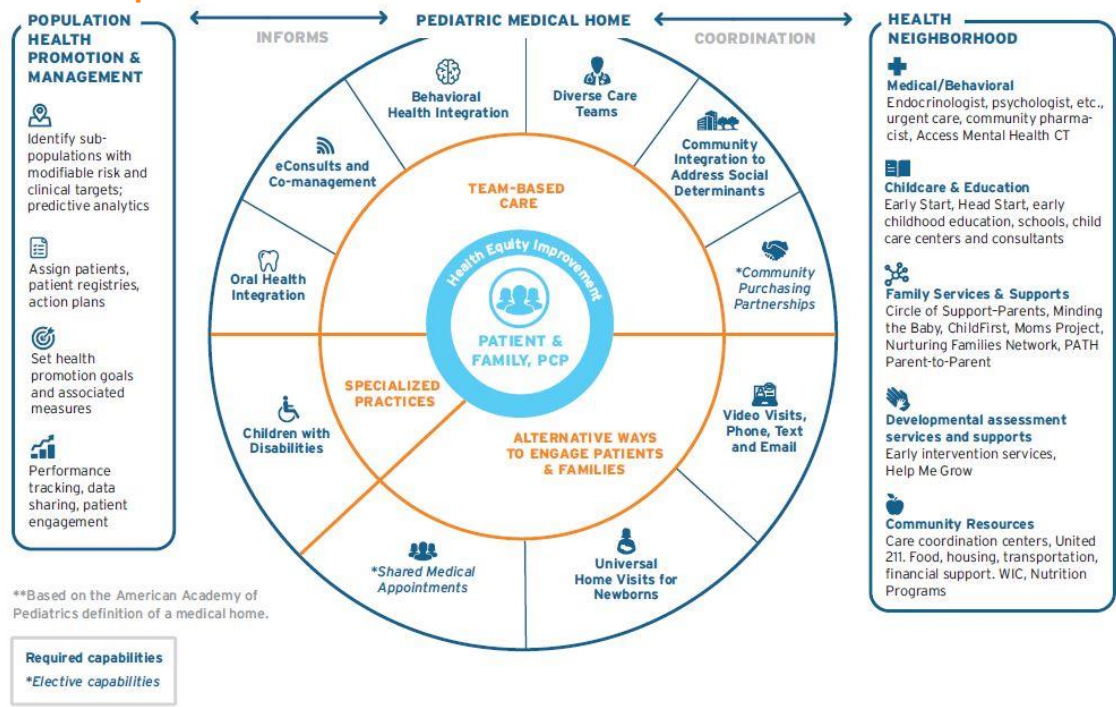 POPULATION
HEALTH
PROMOTION &
MANAGEMENT
Identify sub-
populations with
modifiable risk and
clinical targets;
predictive analytics
Assign patients,
patient registries,
action plans
Set health
promotion goals
and associated
measures
Performance
tracking, data
sharing, patient
engagement
INFORMS
PEDIATRIC MEDICAL HOME
COORDINATION
Behavioral
Health Integration
Diverse Care
Teams
eConsults and
Co-management
Community
Integration to
Address Social
Determinants
Oral Health
Integration
*Community
Purchasing
Partnerships
TEAM-BASED
CARE
Health Equity Improvement
PATIENT &
FAMILY, PCP
SPECIALIZED
PRACTICES
ALTERNATIVE WAYS
TO ENGAGE PATIENTS
& FAMILIES
Children with
Disabilities
Video Visits,
Phone, Text
and Email
*Shared Medical
Appointments
Universal
Home Visits for
Newborns
HEALTH
NEIGHBORHOOD
Medical/Behavioral
Endocrinologist, psychologist, etc.,
urgent care, community pharma-
cist, Access Mental Health CT
Childcare & Education
Early Start, Head Start, early
childhood education, schools, child
care centers and consultants
Family Services & Supports
Circle of Support-Parents, Minding
the Baby, ChildFirst, Moms Project,
Nurturing Families Network, PATH
Parent-to-Parent
Developmental assessment
services and supports
Early intervention services,
Help Me Grow
Community Resources
Care coordination centers, United
211. Food, housing, transportation,
financial support. WIC, Nutrition
Programs
**Based on the American Academy of
Pediatrics definition of a medical home.
Required capabilities
*Elective capabilities